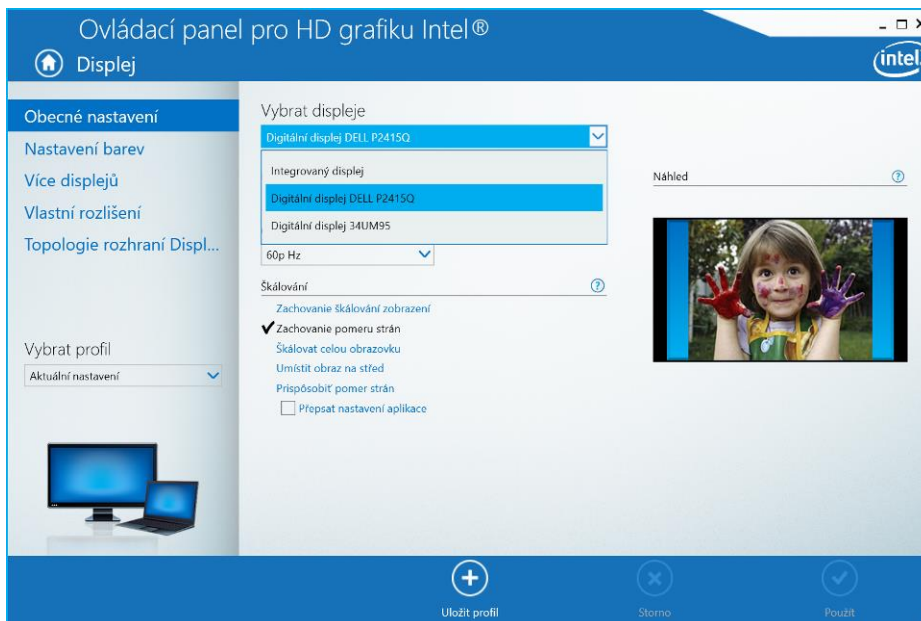 Ovládací panel pro HD grafiku Intel®
Displej
intel
Obecné nastavení
Nastavení barev
Více displejů
Vlastní rozlišení
Topologie rozhraní Displ...
Vybrat profil
Aktuální nastavení
Vybrat displeje
Digitální displej DELL P2415Q
Integrovaný displej
Digitální displej DELL P2415Q
Digitální displej 34UM95
60p Hz
Škálování
Zachovanie škálování zobrazení
Zachovanie pomeru strán
Škálovat celou obrazovku
Umístit obraz na střed
Prispôsobiť pomer strán
Přepsat nastavení aplikace
Náhled
Uložit profil
Storno
Použít